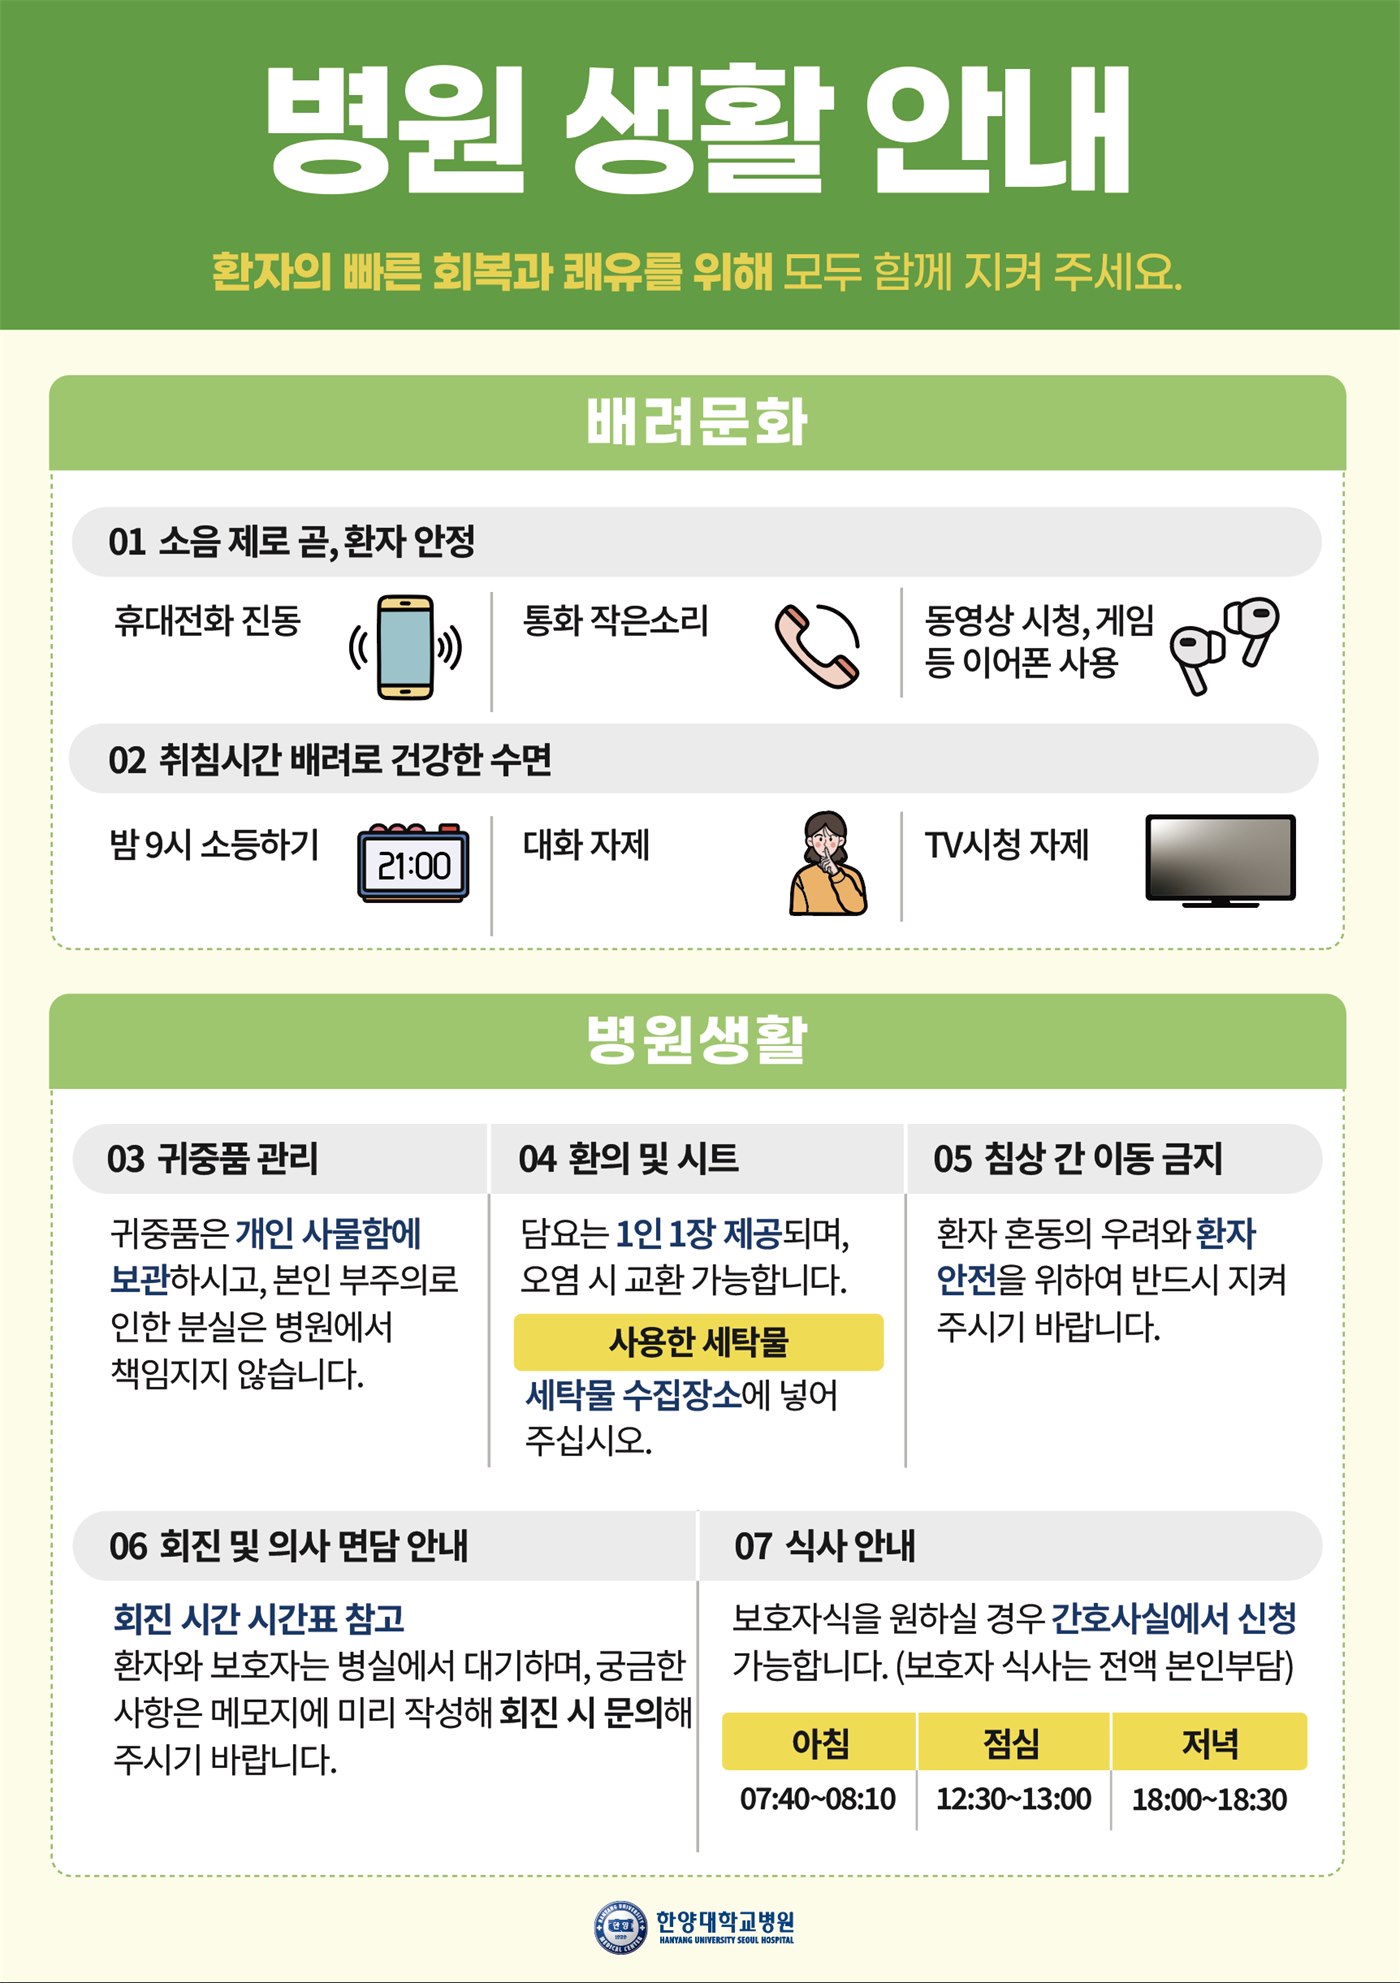 병원 생활 안내
환자의 빠른 회복과 쾌유를 위해 모두 함께 지켜 주세요.
배려문화
01 소음 제로 곧, 환자 안정
휴대전화 진동
통화 작은소리
동영상 시청, 게임
등 이어폰 사용
02 취침시간 배려로 건강한 수면
밤 9시 소등하기
21:00
대화 자제
TV시청 자제
병원생활
03 귀중품 관리
귀중품은 개인 사물함에
보관하시고, 본인 부주의로
인한 분실은 병원에서
책임지지 않습니다.
04 환의 및 시트
담요는 1인 1장 제공되며,
오염 시 교환 가능합니다.
사용한 세탁물
세탁물 수집장소에 넣어
주십시오.
05 침상 간 이동 금지
환자 혼동의 우려와 환자
안전을 위하여 반드시 지켜
주시기 바랍니다.
06 회진 및 의사 면담 안내
회진 시간 시간표 참고
환자와 보호자는 병실에서 대기하며, 궁금한
사항은 메모지에 미리 작성해 회진 시 문의해
주시기 바랍니다.
07 식사 안내
보호자식을 원하실 경우 간호사실에서 신청
가능합니다. (보호자 식사는 전액 본인부담)
아침 점심 저녁
07:40~08:10 12:30~13:00 18:00~18:30
HANYANG UNIVERSITY
한양
MEDICAL CENTER
한양대학교병원
HANYANG UNIVERSITY SEOUL HOSPITAL